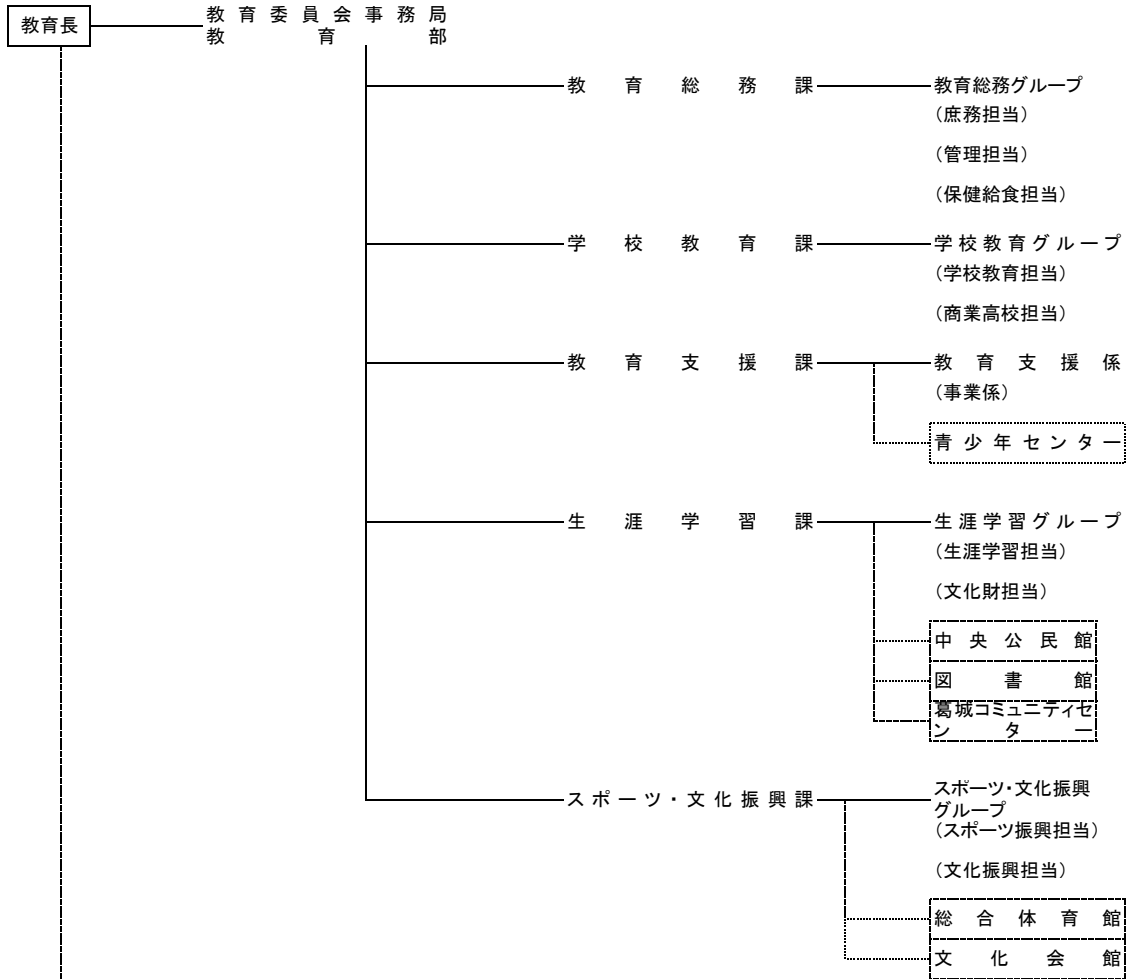 教育長
教育委員会事務局
教育部
教育総務課
教育総務グループ
（庶務担当）
（管理担当）
（保健給食担当）
学校教育課
学校教育グループ
（学校教育担当）
（商業高校担当）
教育支援課
教育支援係
（事業係）
青少年センター
生涯学習課
生涯学習グループ
（生涯学習担当）
（文化財担当）
中央公民館
図書館
葛城コミュニティセ
ンター
スポーツ・文化振興課
スポーツ・文化振興
グループ
（スポーツ振興担当）
（文化振興担当）
総合体育館
文化会館